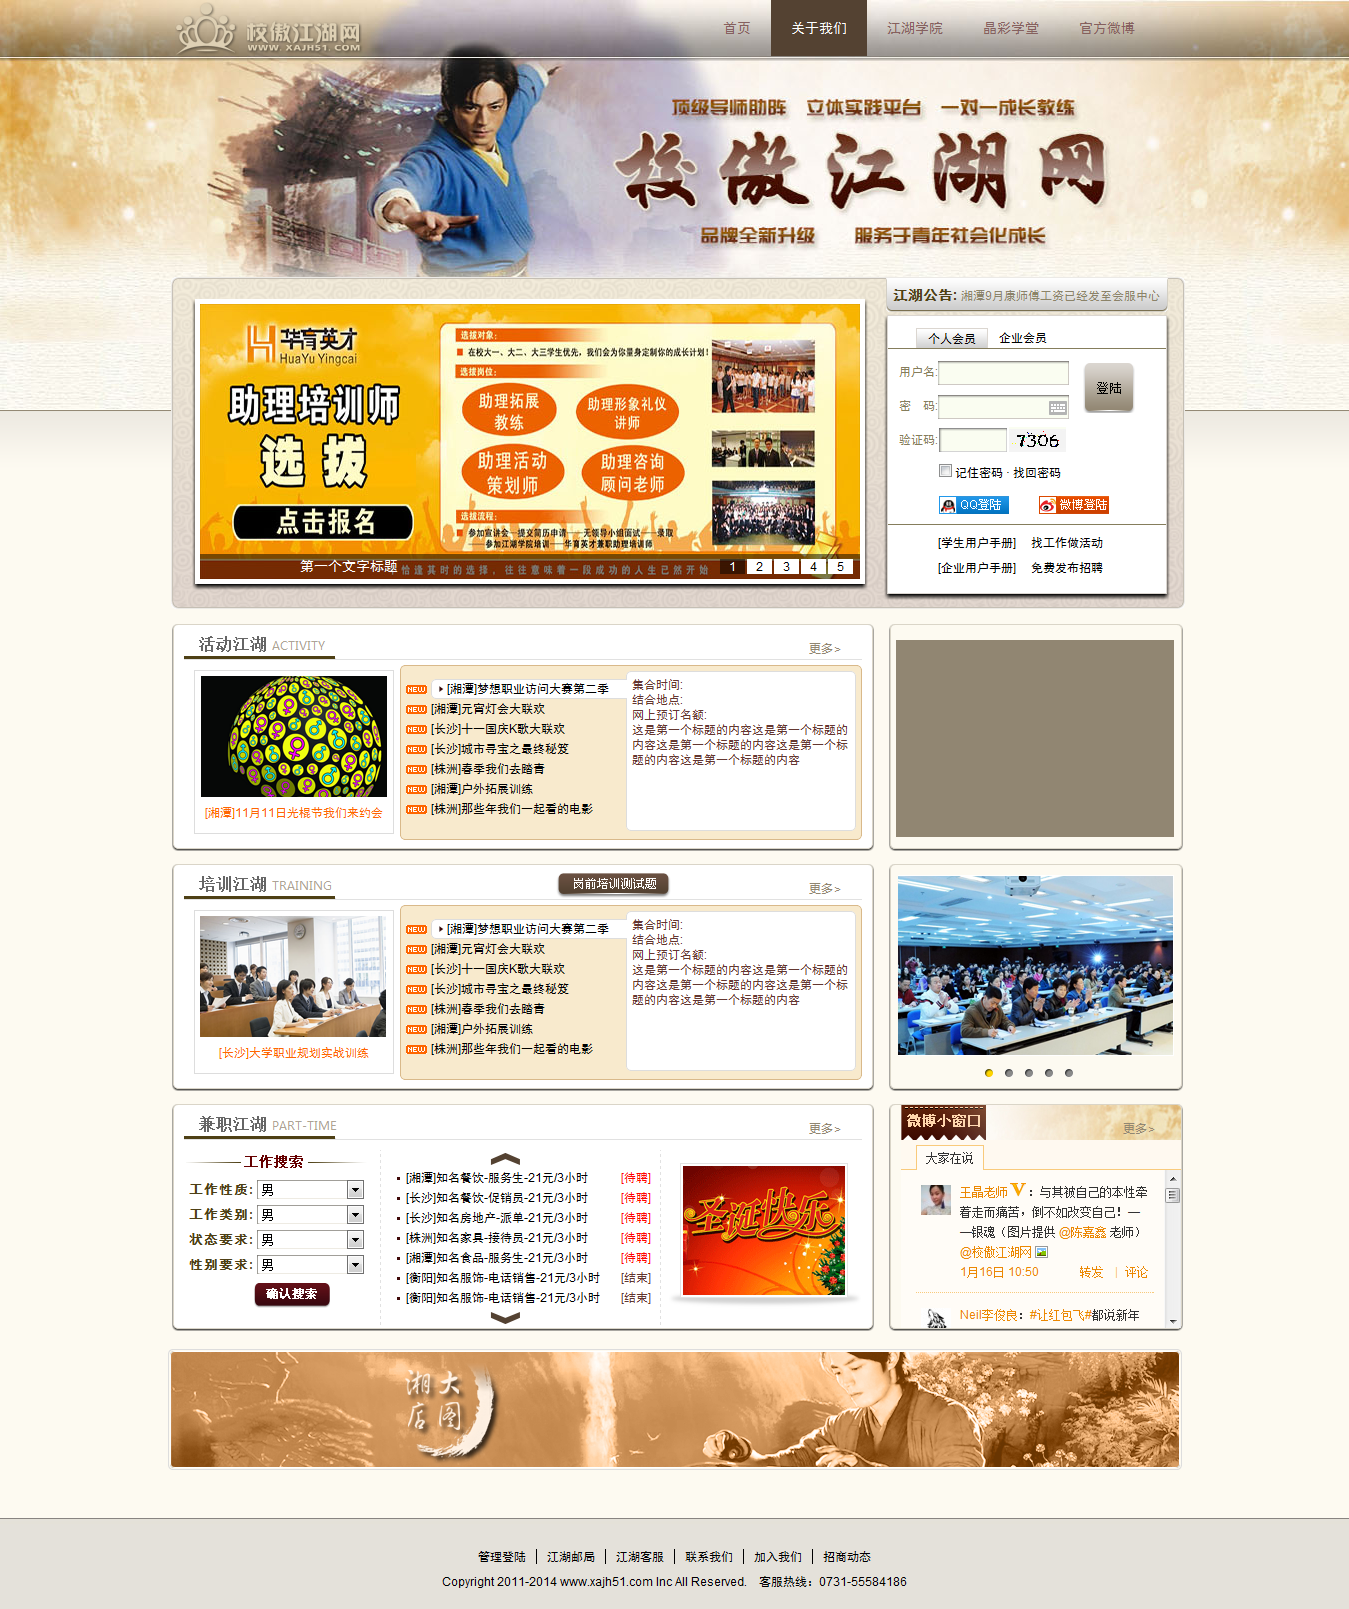 校傲江湖网
WWW.XAJH51.COM
首页 关于我们 江湖学院 晶彩学堂 官方微博
顶级导师助阵 立体实践平台 一对一成长教练
校傲江湖网
品牌全新升级 服务于青年社会化成长
华育英才
HuaYu Yingcai
助理培训师
选拔
点击报名
选拔对象:
在校大一、大二、大三学生优先，我们会为你量身定制你的成长计划!
选拔岗位:
助理拓展教练
助理形象礼仪讲师
助理活动策划师
助理咨询顾问老师
选拔流程:
参加宣讲会—提交简历申请——无领导小组面试——录取
——参加江湖学院培训——华育英才兼职助理培训师
第一个文字标题
恰逢其时的选择，往往意味着一段成功的人生已然开始
1 2 3 4 5
江湖公告: 湘潭9月康师傅工资已经发至会服中心
个人会员 企业会员
用户名:
密 码:
登陆
验证码: 7306
记住密码 · 找回密码
QQ登陆 微博登陆
[学生用户手册] 找工作做活动
[企业用户手册] 免费发布招聘
活动江湖 ACTIVITY 更多>
[湘潭]11月11日光棍节我们来约会
NEW [湘潭]梦想职业访问大赛第二季
NEW [湘潭]元宵灯会大联欢
NEW [长沙]十一国庆K歌大联欢
NEW [长沙]城市寻宝之最终秘笈
NEW [株洲]春季我们去踏青
NEW [湘潭]户外拓展训练
NEW [株洲]那些年我们一起看的电影
集合时间:
结合地点:
网上预订名额:
这是第一个标题的内容这是第一个标题的
内容这是第一个标题的内容这是第一个标
题的内容这是第一个标题的内容
培训江湖 TRAINING 岗前培训测试题 更多>
[长沙]大学职业规划实战训练
NEW [湘潭]梦想职业访问大赛第二季
NEW [湘潭]元宵灯会大联欢
NEW [长沙]十一国庆K歌大联欢
NEW [长沙]城市寻宝之最终秘笈
NEW [株洲]春季我们去踏青
NEW [湘潭]户外拓展训练
NEW [株洲]那些年我们一起看的电影
集合时间:
结合地点:
网上预订名额:
这是第一个标题的内容这是第一个标题的
内容这是第一个标题的内容这是第一个标
题的内容这是第一个标题的内容
兼职江湖 PART-TIME 更多>
工作搜索
工作性质: 男
工作类别: 男
状态要求: 男
性别要求: 男
确认搜索
[湘潭]知名餐饮-服务生-21元/3小时 [待聘]
[长沙]知名餐饮-促销员-21元/3小时 [待聘]
[长沙]知名房地产-派单-21元/3小时 [待聘]
[株洲]知名家具-接待员-21元/3小时 [待聘]
[湘潭]知名食品-服务生-21元/3小时 [待聘]
[衡阳]知名服饰-电话销售-21元/3小时 [结束]
[衡阳]知名服饰-电话销售-21元/3小时 [结束]
圣诞快乐
微博小窗口 更多>
大家在说
王晶老师V：与其被自己的本性牵
着走而痛苦，倒不如改变自己！—
—银魂（图片提供 @陈嘉鑫 老师）
@校傲江湖网
1月16日 10:50 转发 | 评论
Neil李俊良：#让红包飞#都说新年
大图
湘店
管理登陆 | 江湖邮局 | 江湖客服 | 联系我们 | 加入我们 | 招商动态
Copyright 2011-2014 www.xajh51.com Inc All Reserved. 客服热线：0731-55584186